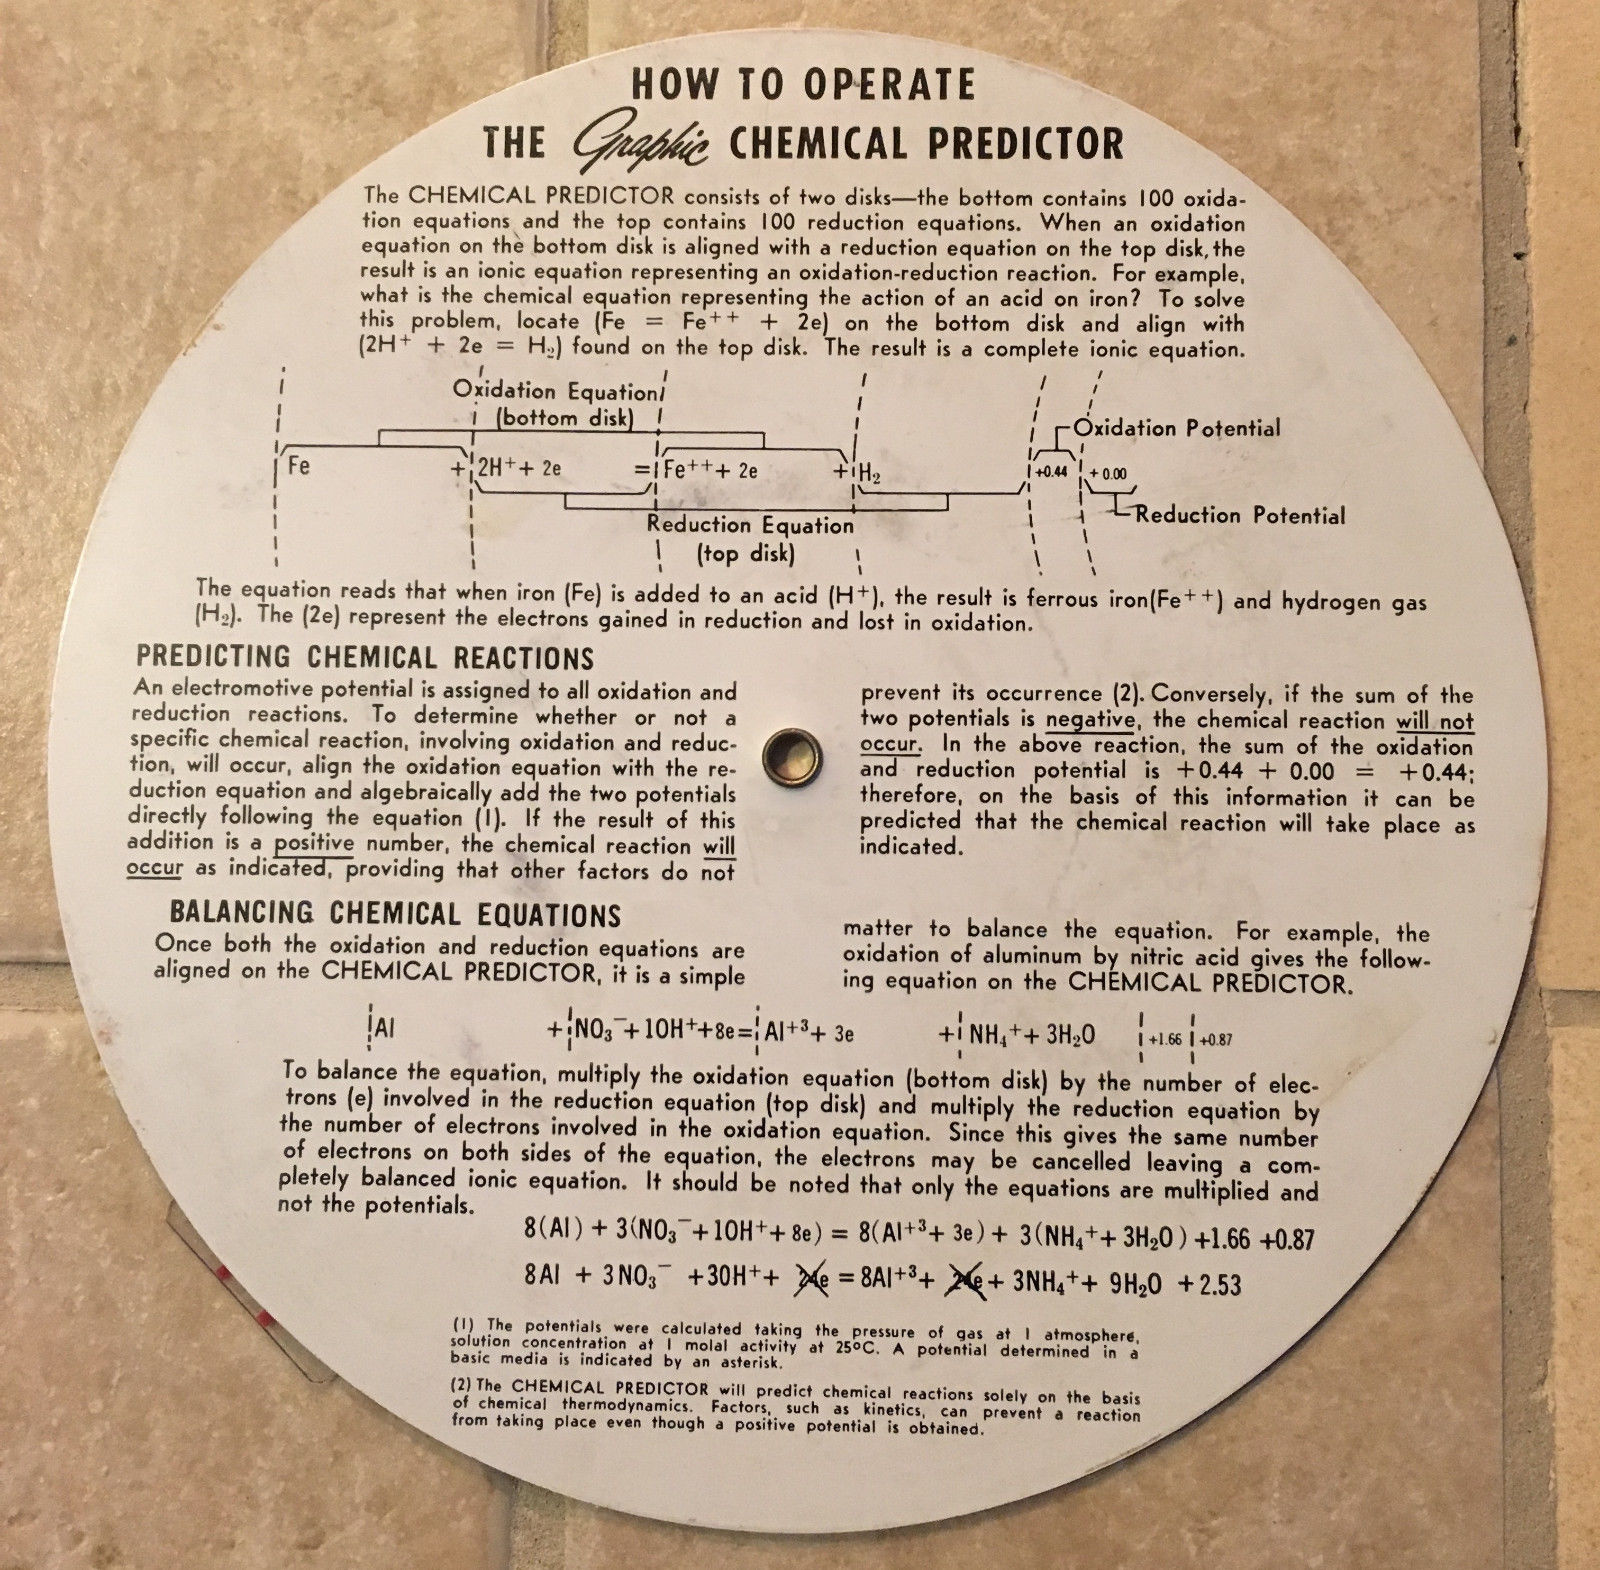 HOW TO OPERATE
THE Graphic CHEMICAL PREDICTOR
The CHEMICAL PREDICTOR consists of two disks—the bottom contains 100 oxida-
tion equations and the top contains 100 reduction equations. When an oxidation
equation on the bottom disk is aligned with a reduction equation on the top disk, the
result is an ionic equation representing an oxidation-reduction reaction. For example,
what is the chemical equation representing the action of an acid on iron? To solve
this problem, locate (Fe = Fe⁺⁺ + 2e) on the bottom disk and align with
(2H⁺ + 2e = H₂) found on the top disk. The result is a complete ionic equation.
Oxidation Equation
(bottom disk)
Oxidation Potential
Fe + 2H⁺ + 2e = Fe⁺⁺ + 2e + H₂ +0.44 +0.00
Reduction Equation
(top disk)
Reduction Potential
The equation reads that when iron (Fe) is added to an acid (H⁺), the result is ferrous iron(Fe⁺⁺) and hydrogen gas
(H₂). The (2e) represent the electrons gained in reduction and lost in oxidation.
PREDICTING CHEMICAL REACTIONS
An electromotive potential is assigned to all oxidation and
reduction reactions. To determine whether or not a
specific chemical reaction, involving oxidation and reduc-
tion, will occur, align the oxidation equation with the re-
duction equation and algebraically add the two potentials
directly following the equation (1). If the result of this
addition is a positive number, the chemical reaction will
occur as indicated, providing that other factors do not
prevent its occurrence (2). Conversely, if the sum of the
two potentials is negative, the chemical reaction will not
occur. In the above reaction, the sum of the oxidation
and reduction potential is +0.44 + 0.00 = +0.44;
therefore, on the basis of this information it can be
predicted that the chemical reaction will take place as
indicated.
BALANCING CHEMICAL EQUATIONS
Once both the oxidation and reduction equations are
aligned on the CHEMICAL PREDICTOR, it is a simple
matter to balance the equation. For example, the
oxidation of aluminum by nitric acid gives the follow-
ing equation on the CHEMICAL PREDICTOR.
Al + NO₃⁻ + 10H⁺ + 8e = Al⁺³ + 3e + NH₄⁺ + 3H₂O +1.66 +0.87
To balance the equation, multiply the oxidation equation (bottom disk) by the number of elec-
trons (e) involved in the reduction equation (top disk) and multiply the reduction equation by
the number of electrons involved in the oxidation equation. Since this gives the same number
of electrons on both sides of the equation, the electrons may be cancelled leaving a com-
pletely balanced ionic equation. It should be noted that only the equations are multiplied and
not the potentials.
8(Al) + 3(NO₃⁻ + 10H⁺ + 8e) = 8(Al⁺³ + 3e) + 3(NH₄⁺ + 3H₂O) +1.66 +0.87
8Al + 3NO₃⁻ +30H⁺ + 24e = 8Al⁺³ + 24e + 3NH₄⁺ + 9H₂O +2.53
(1) The potentials were calculated taking the pressure of gas at 1 atmosphere,
solution concentration at 1 molal activity at 25°C. A potential determined in a
basic media is indicated by an asterisk.
(2) The CHEMICAL PREDICTOR will predict chemical reactions solely on the basis
of chemical thermodynamics. Factors, such as kinetics, can prevent a reaction
from taking place even though a positive potential is obtained.